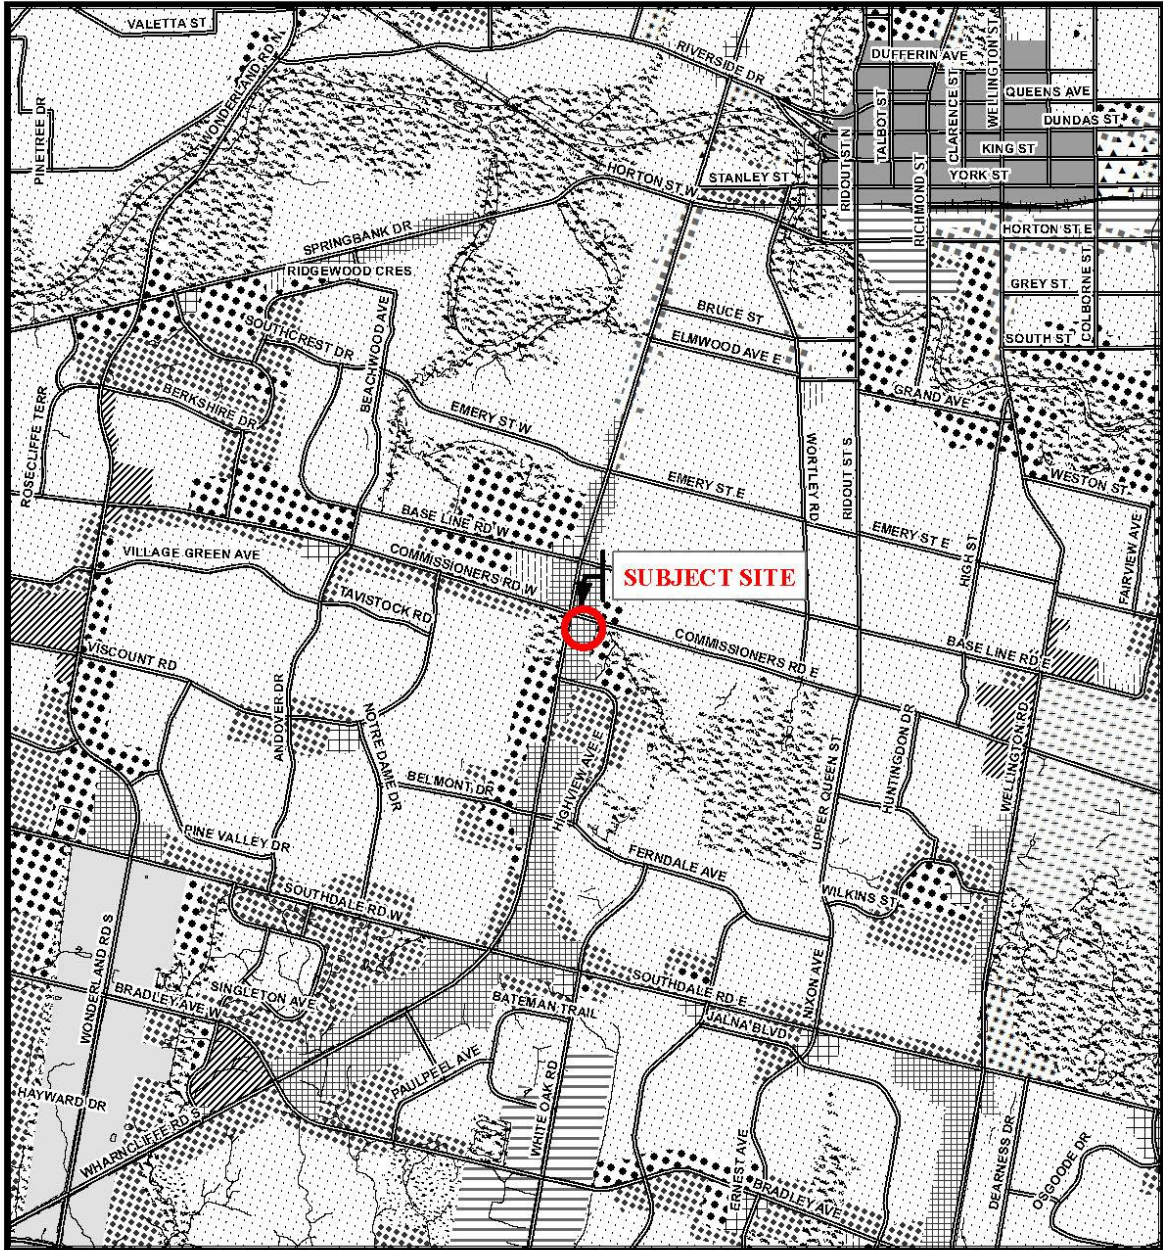 VALETTA ST
WONDERLAND RD N
PINETREE DR
RIVERSIDE DR
DUFFERIN AVE
QUEENS AVE
DUNDAS ST
KING ST
YORK ST
TALBOT ST
CLARENCE ST
WELLINGTON ST
RIDOUT ST N
RICHMOND ST
STANLEY ST
HORTON ST W
HORTON ST E
SPRINGBANK DR
RIDGEWOOD CRES
GREY ST
COLBORNE ST
SOUTH ST
BRUCE ST
ELMWOOD AVE E
SOUTHCREST DR
BEACHWOOD AVE
BERKSHIRE DR
ROSECLIFFE TERR
GRAND AVE
EMERY ST W
EMERY ST E
WORTLEY RD
RIDOUT ST S
WESTON ST
FAIRVIEW AVE
EMERY ST E
HIGH ST
BASE LINE RD W
VILLAGE GREEN AVE
COMMISSIONERS RD W
SUBJECT SITE
TAVISTOCK RD
VISCOUNT RD
COMMISSIONERS RD E
BASE LINE RD E
ANDOVER DR
NOTRE DAME DR
HUNTINGDON DR
WELLINGTON RD
UPPER QUEEN ST
BELMONT DR
HIGHVIEW AVE E
PINE VALLEY DR
FERNDALE AVE
WILKINS ST
SOUTHDALE RD W
WONDERLAND RD S
SINGLETON AVE
BRADLEY AVE W
BATEMAN TRAIL
SOUTHDALE RD E
NIXON AVE
JALNA BLVD
PAULPEEL AVE
WHITE OAK RD
HAYWARD DR
WHARNCLIFFE RD S
ERNEST AVE
BRADLEY AVE
DEARNESS DR
OSGOODE DR